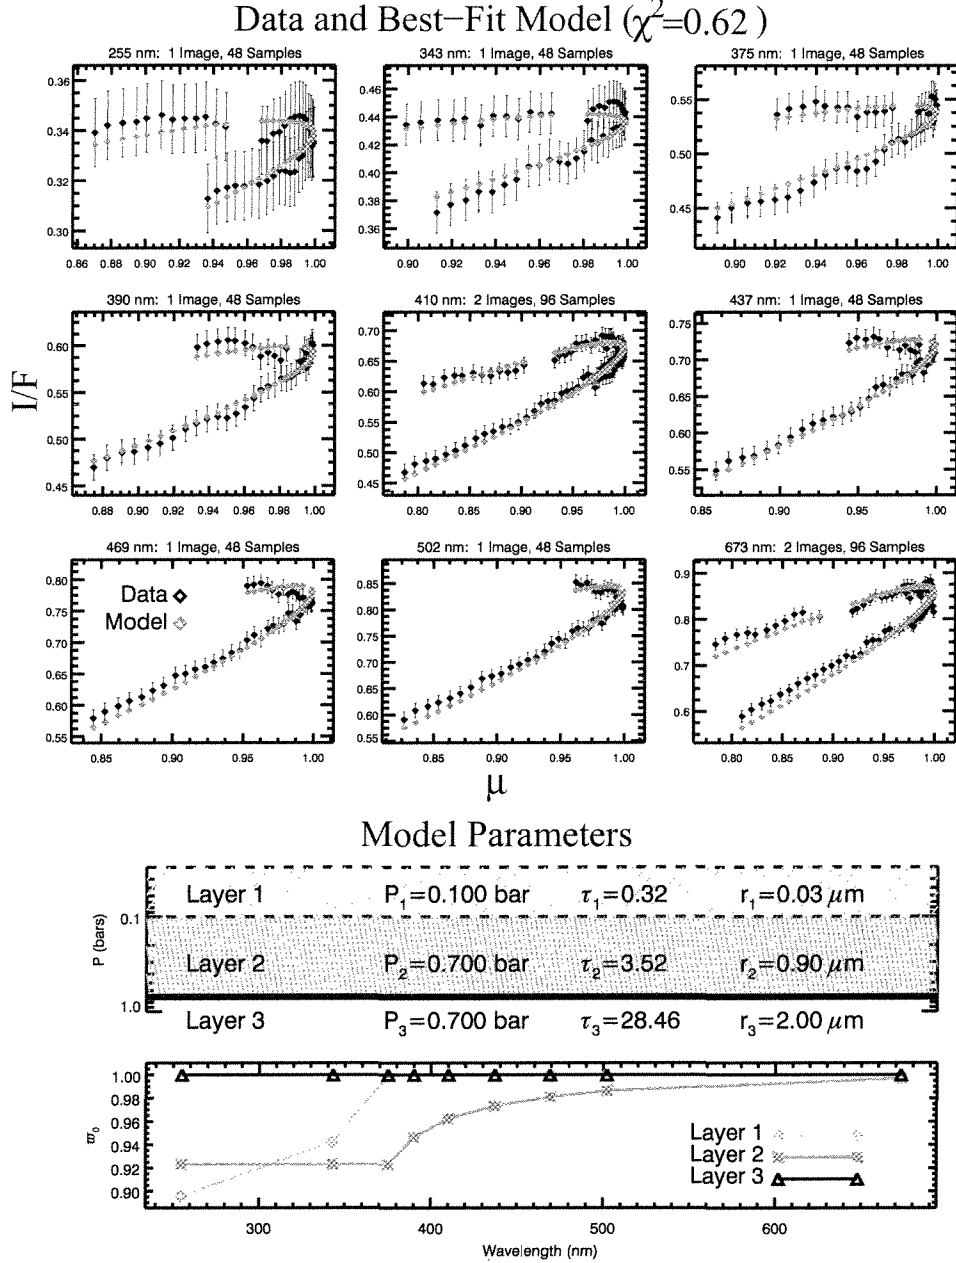 Data and Best−Fit Model (χ²=0.62)
255 nm: 1 Image, 48 Samples
343 nm: 1 Image, 48 Samples
375 nm: 1 Image, 48 Samples
0.36
0.34
0.32
0.30
0.86 0.88 0.90 0.92 0.94 0.96 0.98 1.00
0.46
0.44
0.42
0.40
0.38
0.36
0.90 0.92 0.94 0.96 0.98 1.00
0.55
0.50
0.45
0.90 0.92 0.94 0.96 0.98 1.00
390 nm: 1 Image, 48 Samples
410 nm: 2 Images, 96 Samples
437 nm: 1 Image, 48 Samples
I/F
0.60
0.55
0.50
0.45
0.88 0.90 0.92 0.94 0.96 0.98 1.00
0.70
0.65
0.60
0.55
0.50
0.45
0.80 0.85 0.90 0.95 1.00
0.75
0.70
0.65
0.60
0.55
0.85 0.90 0.95 1.00
469 nm: 1 Image, 48 Samples
502 nm: 1 Image, 48 Samples
673 nm: 2 Images, 96 Samples
Data
Model
0.80
0.75
0.70
0.65
0.60
0.55
0.85 0.90 0.95 1.00
0.85
0.80
0.75
0.70
0.65
0.60
0.55
0.85 0.90 0.95 1.00
0.9
0.8
0.7
0.6
0.80 0.85 0.90 0.95 1.00
μ
Model Parameters
P (bars)
0.1
1.0
Layer 1 P₁=0.100 bar τ₁=0.32 r₁=0.03 μm
Layer 2 P₂=0.700 bar τ₂=3.52 r₂=0.90 μm
Layer 3 P₃=0.700 bar τ₃=28.46 r₃=2.00 μm
ϖ₀
1.00
0.98
0.96
0.94
0.92
0.90
Layer 1
Layer 2
Layer 3
300 400 500 600
Wavelength (nm)